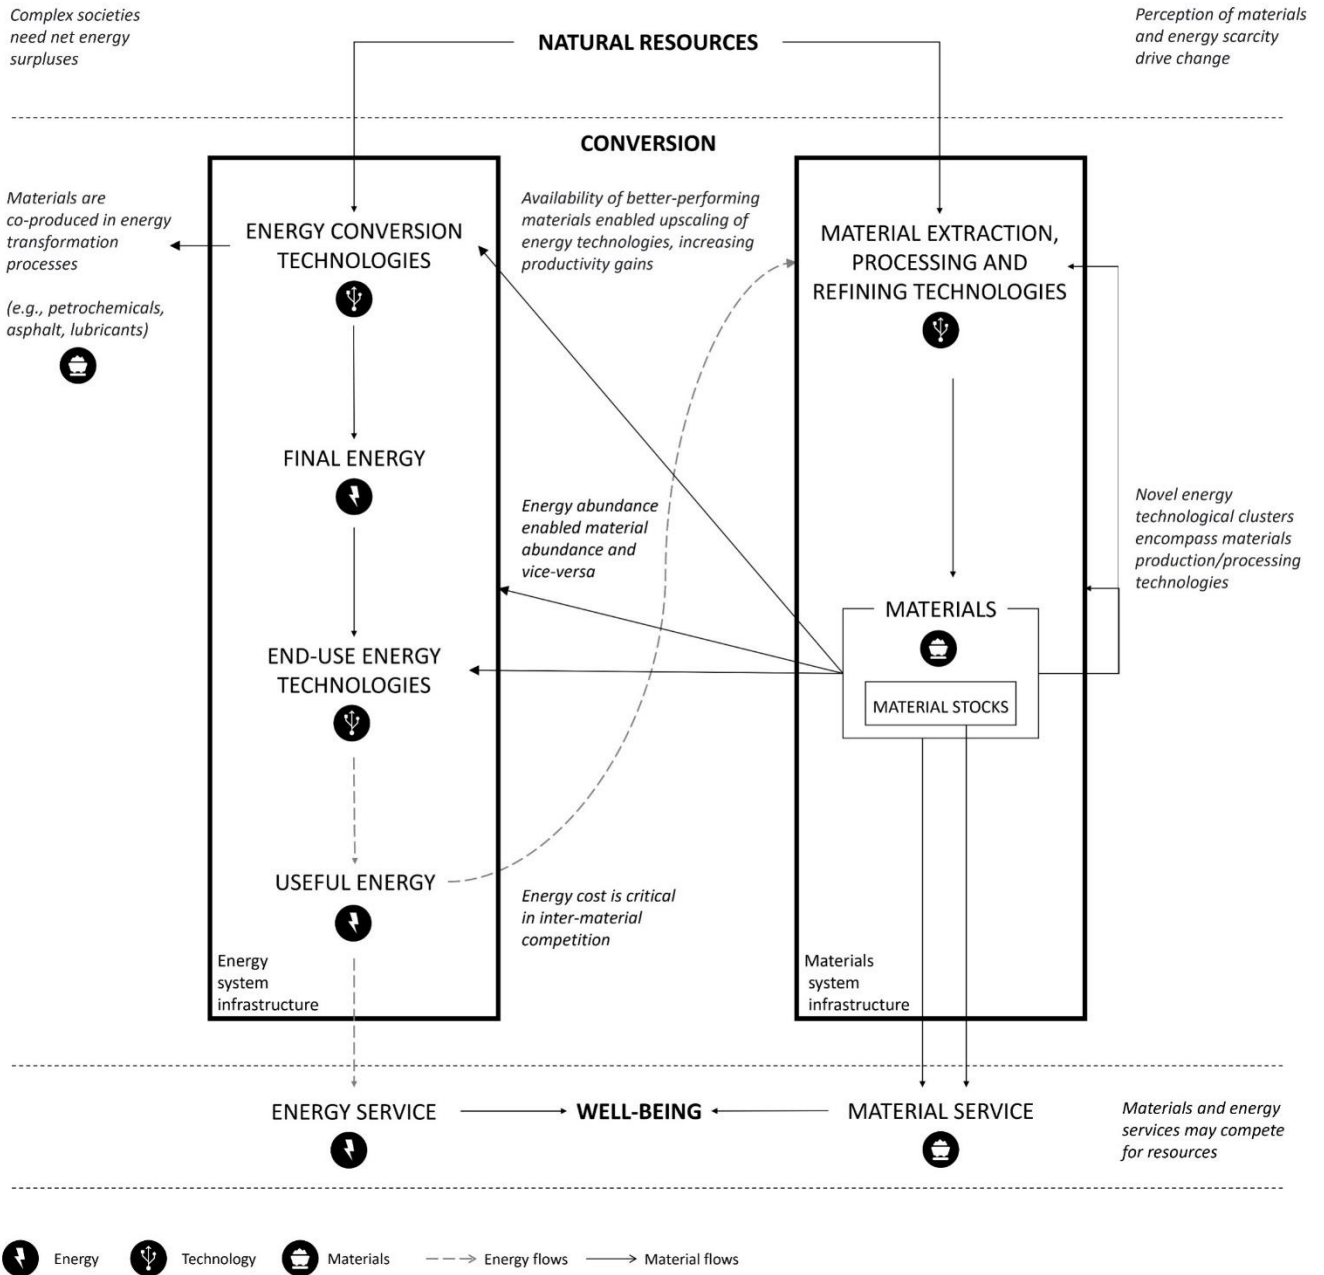 Complex societies
need net energy
surpluses
NATURAL RESOURCES
Perception of materials
and energy scarcity
drive change
CONVERSION
Materials are
co-produced in energy
transformation
processes
(e.g., petrochemicals,
asphalt, lubricants)
ENERGY CONVERSION
TECHNOLOGIES
FINAL ENERGY
END-USE ENERGY
TECHNOLOGIES
USEFUL ENERGY
Energy
system
infrastructure
Availability of better-performing
materials enabled upscaling of
energy technologies, increasing
productivity gains
Energy abundance
enabled material
abundance and
vice-versa
Energy cost is critical
in inter-material
competition
MATERIAL EXTRACTION,
PROCESSING AND
REFINING TECHNOLOGIES
MATERIALS
MATERIAL STOCKS
Materials
system
infrastructure
Novel energy
technological clusters
encompass materials
production/processing
technologies
ENERGY SERVICE
WELL-BEING
MATERIAL SERVICE
Materials and energy
services may compete
for resources
Energy
Technology
Materials
Energy flows
Material flows